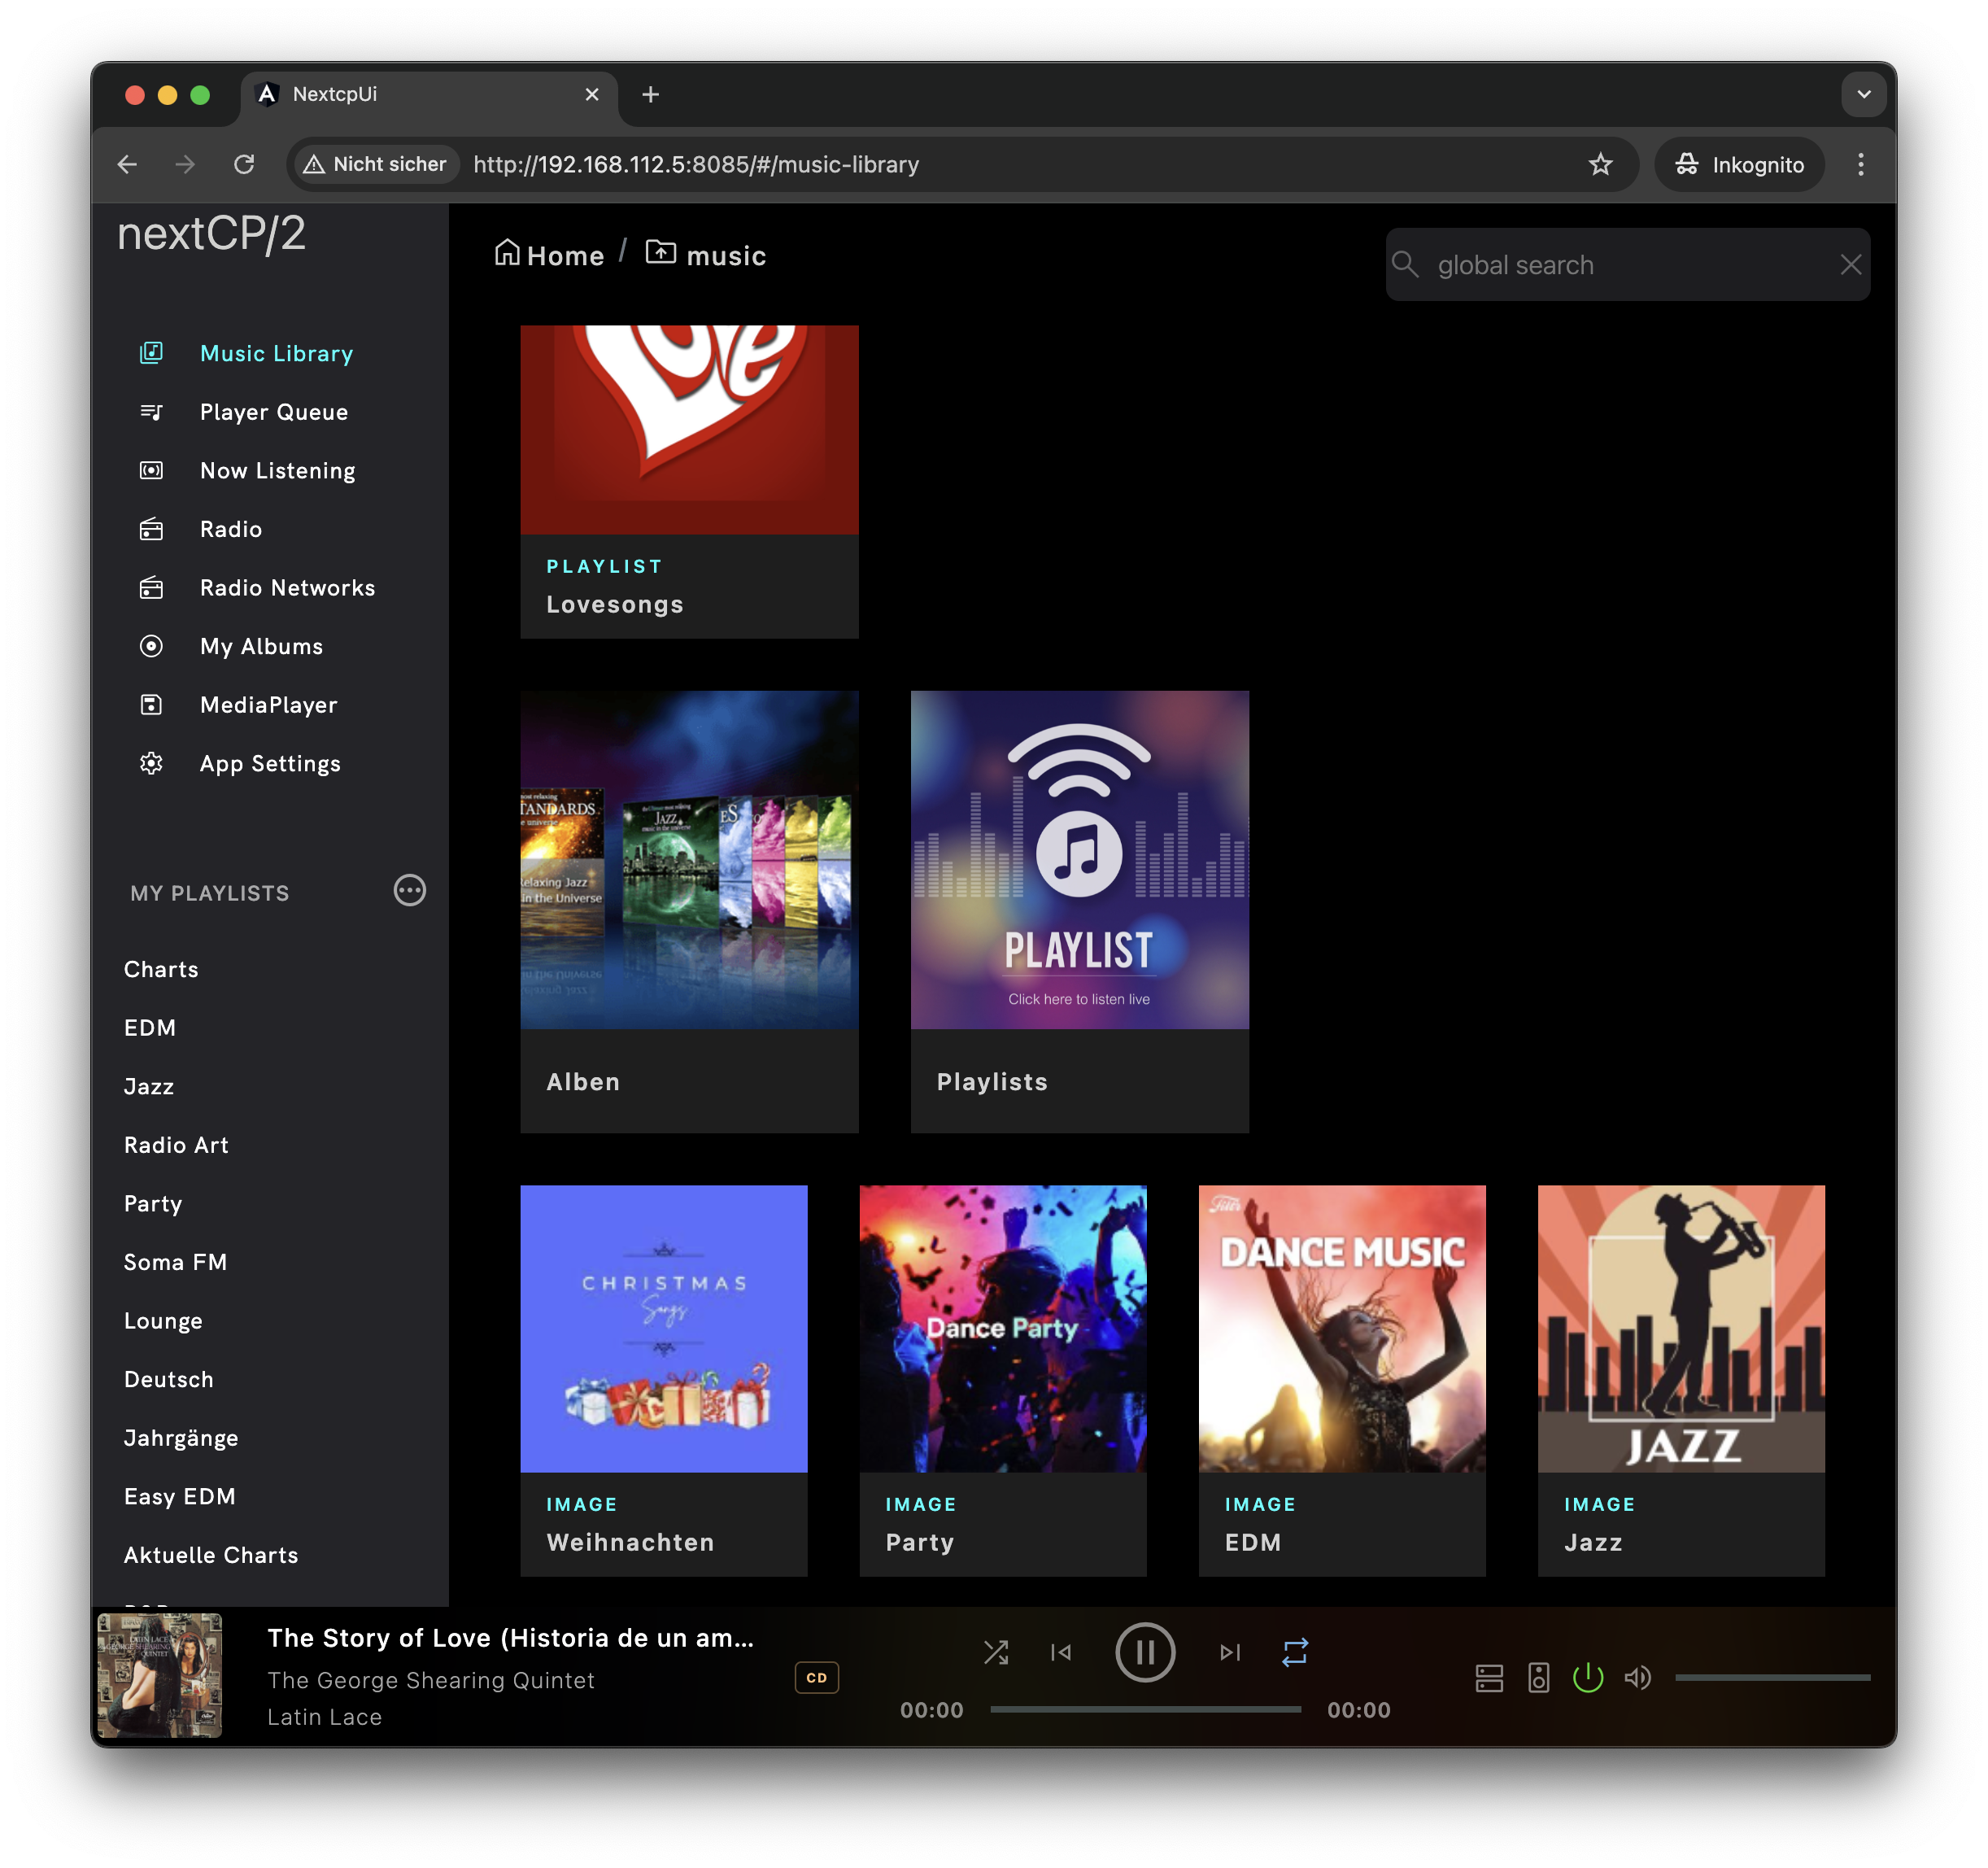 NextcpUi
Nicht sicher
http://192.168.112.5:8085/#/music-library
Inkognito
nextCP/2
Home / music
global search
Music Library
Player Queue
Now Listening
Radio
Radio Networks
My Albums
MediaPlayer
App Settings
MY PLAYLISTS
Charts
EDM
Jazz
Radio Art
Party
Soma FM
Lounge
Deutsch
Jahrgänge
Easy EDM
Aktuelle Charts
Love
PLAYLIST
Lovesongs
TANDARDS
JAZZ
Relaxing Jazz
in the Universe
Alben
PLAYLIST
Click here to listen live
Playlists
CHRISTMAS
Songs
IMAGE
Weihnachten
Dance Party
IMAGE
Party
Filtr
DANCE MUSIC
IMAGE
EDM
JAZZ
IMAGE
Jazz
The Story of Love (Historia de un am...
The George Shearing Quintet
Latin Lace
CD
00:00
00:00